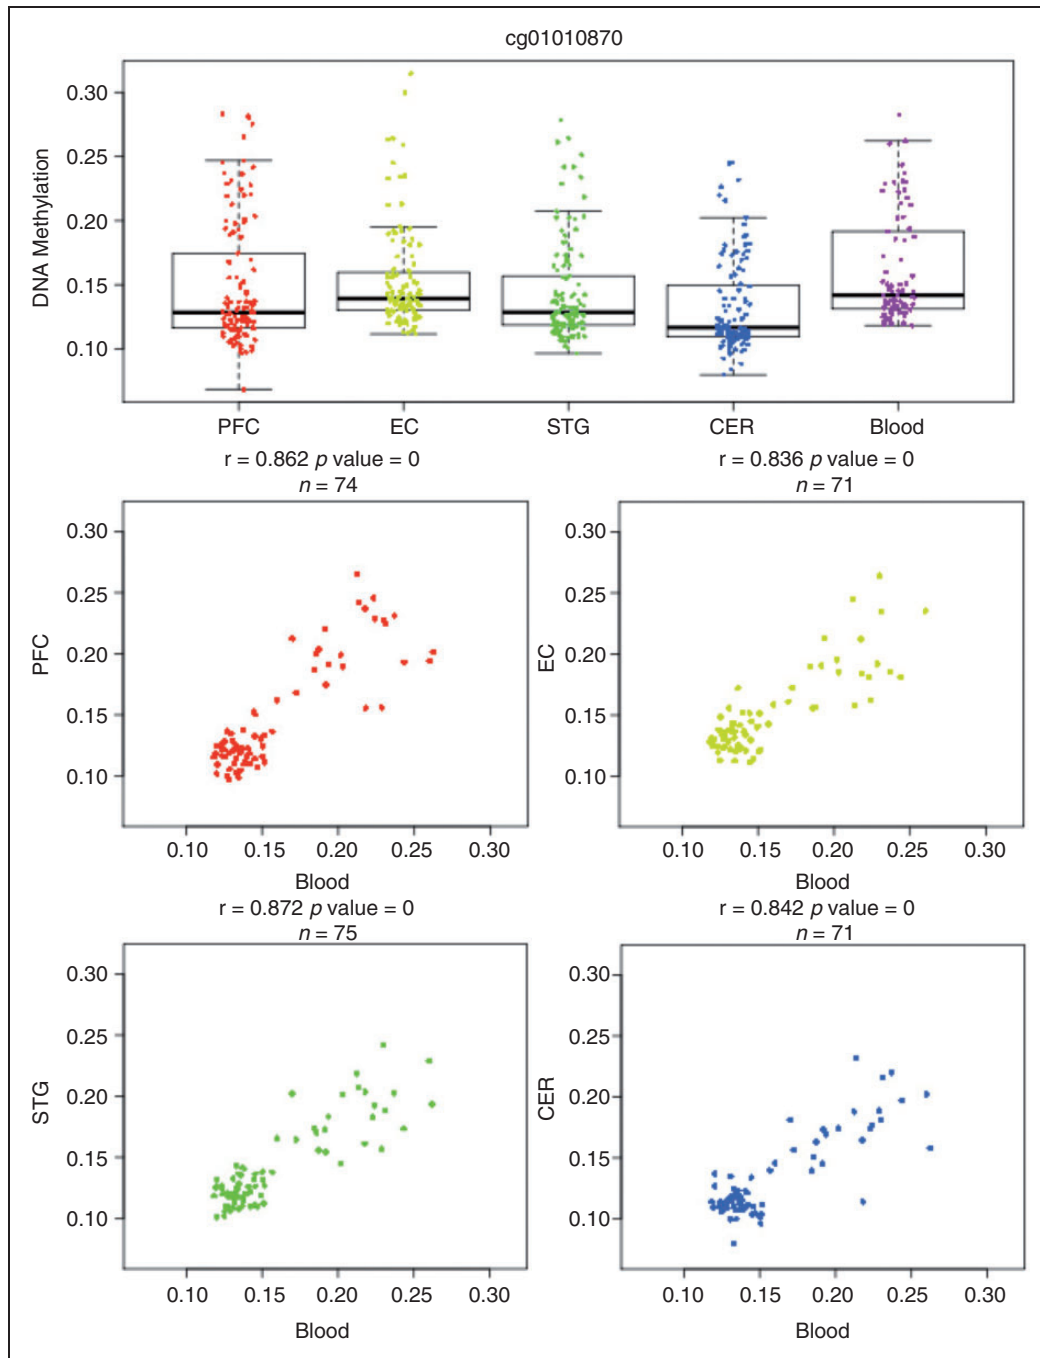 cg01010870
DNA Methylation
0.30
0.25
0.20
0.15
0.10
PFC EC STG CER Blood
r = 0.862 p value = 0
n = 74
PFC
0.30
0.25
0.20
0.15
0.10
0.10 0.15 0.20 0.25 0.30
Blood
r = 0.836 p value = 0
n = 71
EC
0.30
0.25
0.20
0.15
0.10
0.10 0.15 0.20 0.25 0.30
Blood
r = 0.872 p value = 0
n = 75
STG
0.30
0.25
0.20
0.15
0.10
0.10 0.15 0.20 0.25 0.30
Blood
r = 0.842 p value = 0
n = 71
CER
0.30
0.25
0.20
0.15
0.10
0.10 0.15 0.20 0.25 0.30
Blood